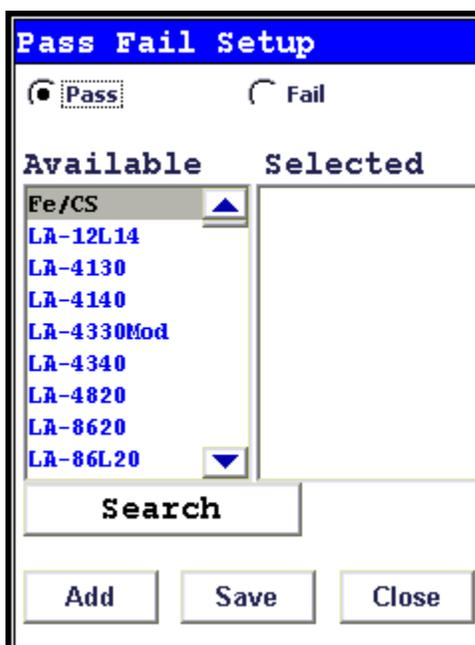 Pass Fail Setup
Pass Fail
Available Selected
Fe/CS
LA-12L14
LA-4130
LA-4140
LA-4330Mod
LA-4340
LA-4820
LA-8620
LA-86L20
Search
Add Save Close